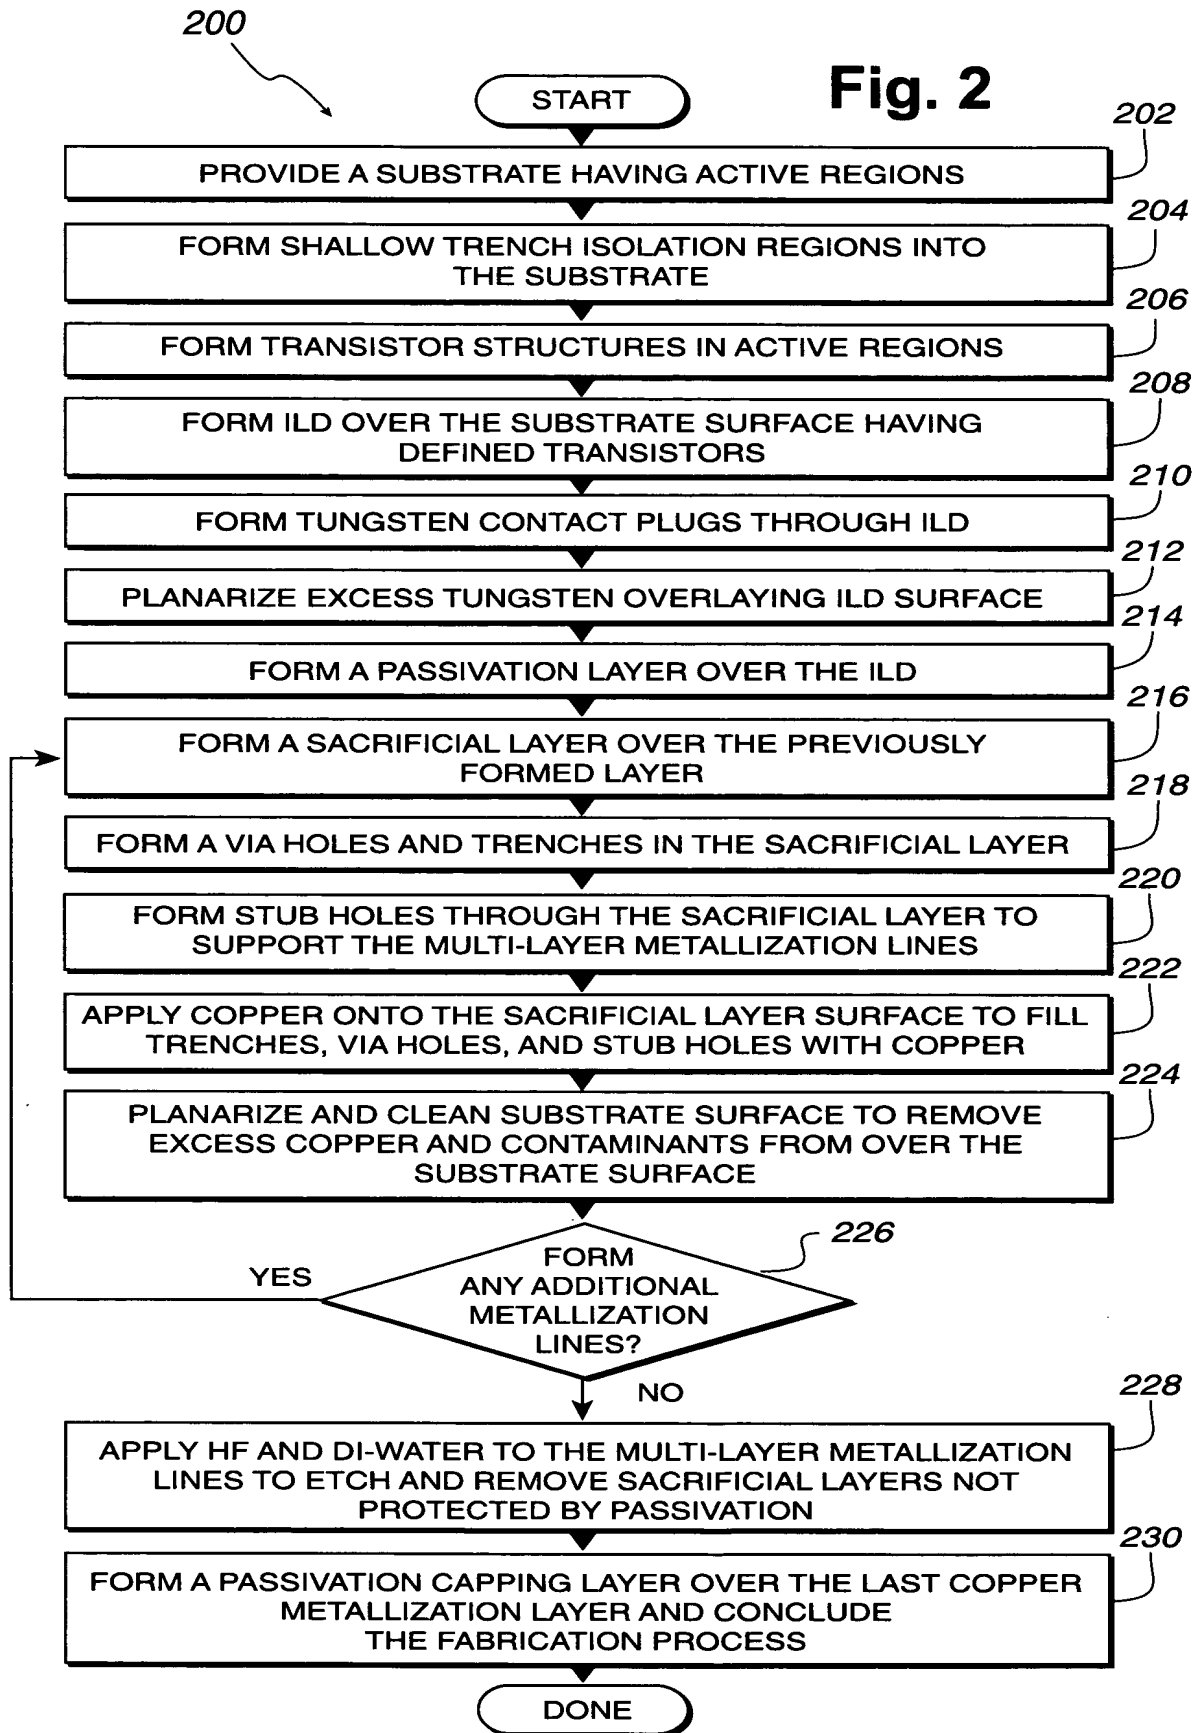 200
START
Fig. 2
202
PROVIDE A SUBSTRATE HAVING ACTIVE REGIONS
204
FORM SHALLOW TRENCH ISOLATION REGIONS INTO
THE SUBSTRATE
206
FORM TRANSISTOR STRUCTURES IN ACTIVE REGIONS
208
FORM ILD OVER THE SUBSTRATE SURFACE HAVING
DEFINED TRANSISTORS
210
FORM TUNGSTEN CONTACT PLUGS THROUGH ILD
212
PLANARIZE EXCESS TUNGSTEN OVERLAYING ILD SURFACE
214
FORM A PASSIVATION LAYER OVER THE ILD
216
FORM A SACRIFICIAL LAYER OVER THE PREVIOUSLY
FORMED LAYER
218
FORM A VIA HOLES AND TRENCHES IN THE SACRIFICIAL LAYER
220
FORM STUB HOLES THROUGH THE SACRIFICIAL LAYER TO
SUPPORT THE MULTI-LAYER METALLIZATION LINES
222
APPLY COPPER ONTO THE SACRIFICIAL LAYER SURFACE TO FILL
TRENCHES, VIA HOLES, AND STUB HOLES WITH COPPER
224
PLANARIZE AND CLEAN SUBSTRATE SURFACE TO REMOVE
EXCESS COPPER AND CONTAMINANTS FROM OVER THE
SUBSTRATE SURFACE
226
FORM
ANY ADDITIONAL
METALLIZATION
LINES?
YES
NO
228
APPLY HF AND DI-WATER TO THE MULTI-LAYER METALLIZATION
LINES TO ETCH AND REMOVE SACRIFICIAL LAYERS NOT
PROTECTED BY PASSIVATION
230
FORM A PASSIVATION CAPPING LAYER OVER THE LAST COPPER
METALLIZATION LAYER AND CONCLUDE
THE FABRICATION PROCESS
DONE